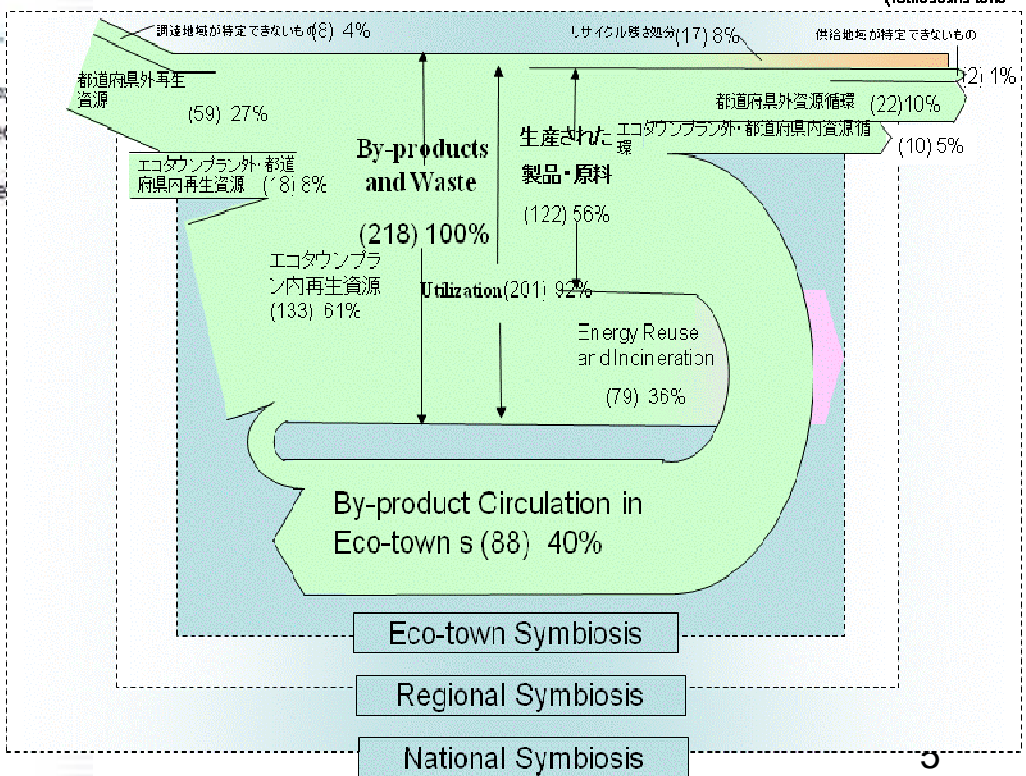 調達地域が特定できないもの(8) 4%
リサイクル残さ処分(17) 8%
供給地域が特定できないもの
(2) 1%
都道府県外再生
資源
(59) 27%
都道府県外資源循環 (22)10%
エコタウンプラン外・都道府県内資源循
環
(10) 5%
By-products
and Waste
(218) 100%
生産された
製品・原料
(122) 56%
エコタウンプラン外・都道
府県内再生資源 (18) 8%
エコタウンプラ
ン内再生資源
(133) 61%
Utilization(201) 92%
Energy Reuse
and Incineration
(79) 36%
By-product Circulation in
Eco-town s (88) 40%
Eco-town Symbiosis
Regional Symbiosis
National Symbiosis
5